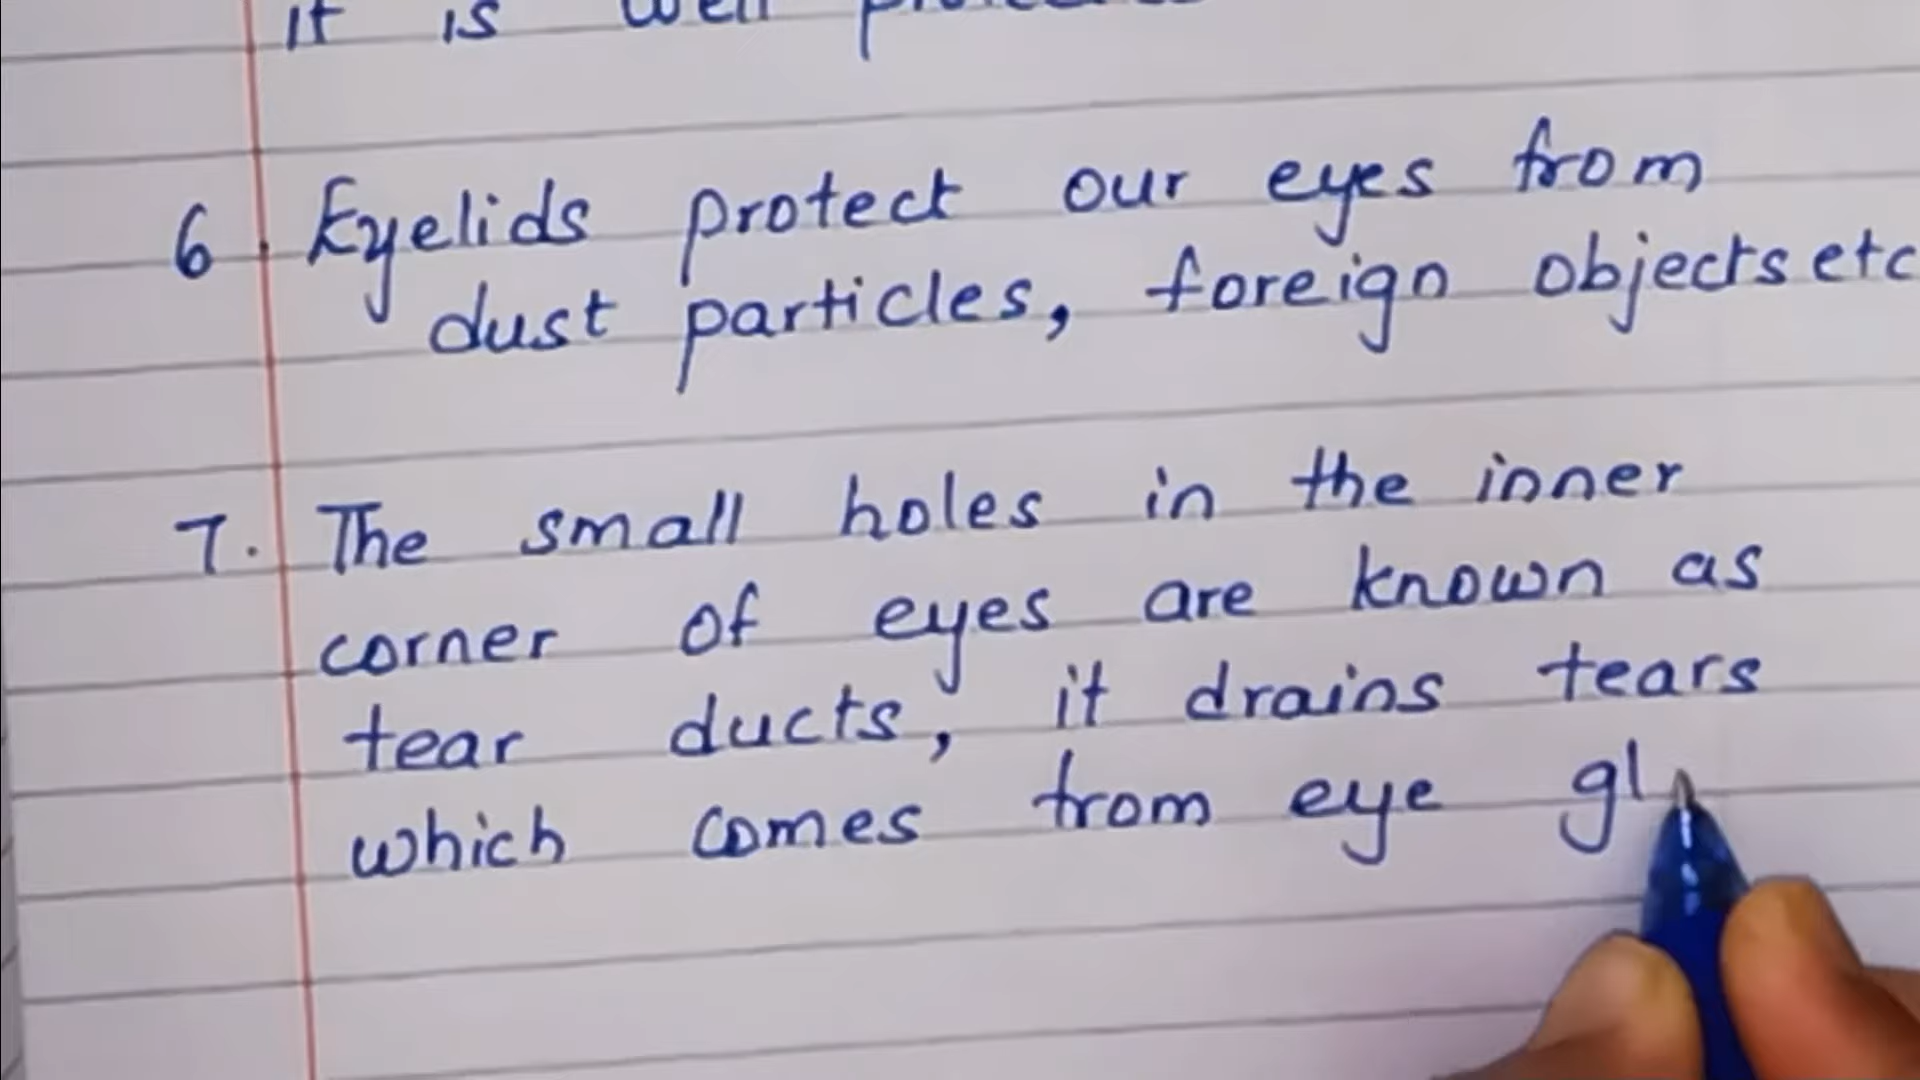 it is well
6. Eyelids protect our eyes from
dust particles, foreign objects etc
7. The small holes in the inner
corner of eyes are known as
tear ducts, it drains tears
which comes from eye gl